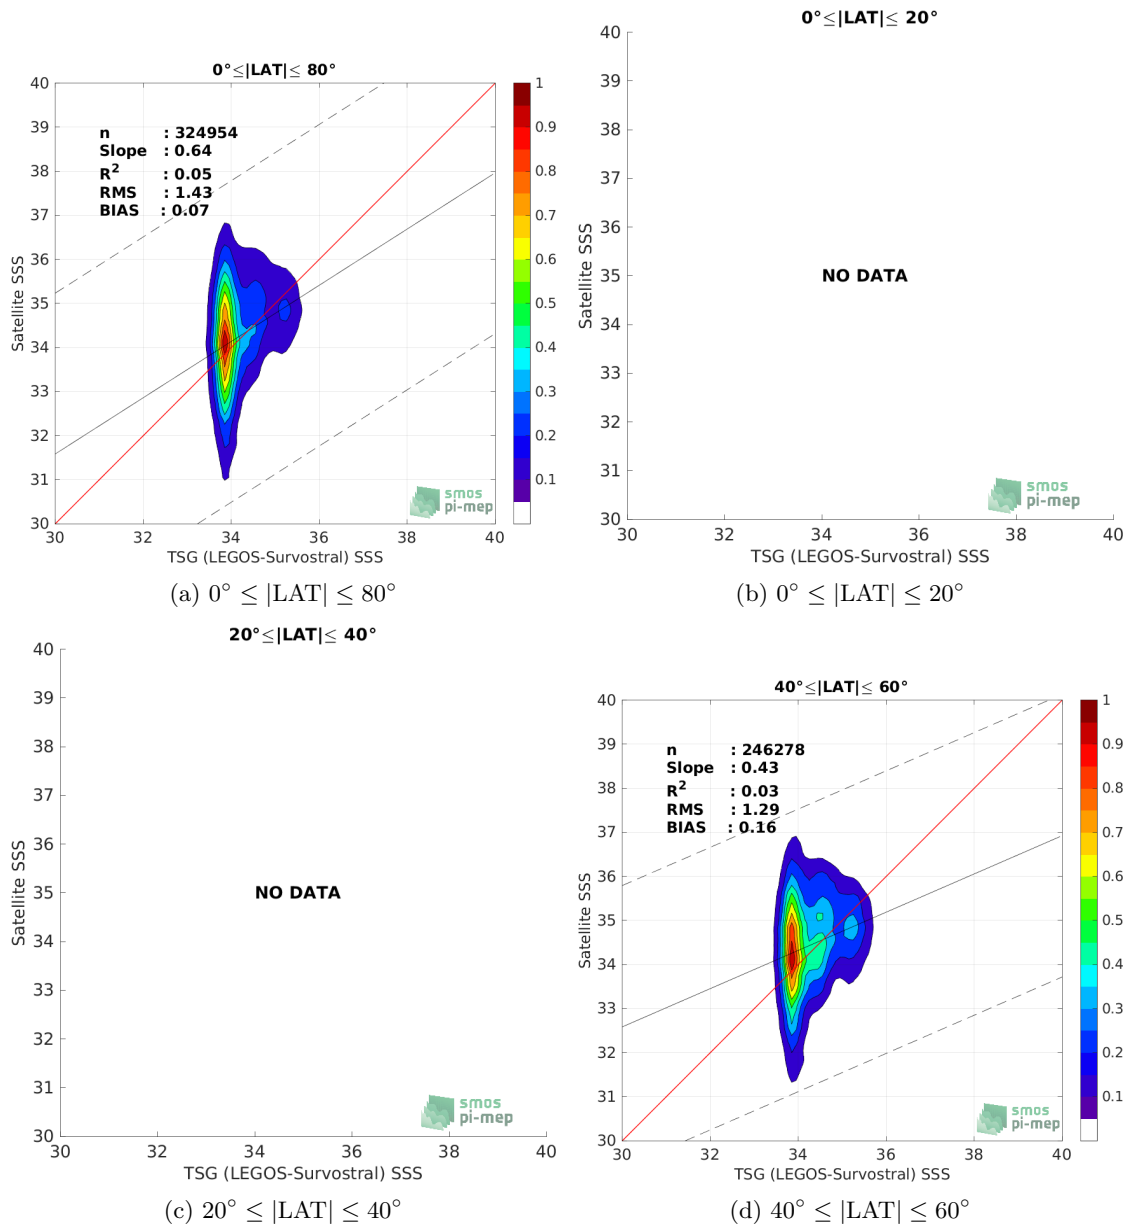 0°≤|LAT|≤ 80°
40
39
38
37
36
35
34
33
32
31
30
Satellite SSS
n : 324954
Slope : 0.64
R² : 0.05
RMS : 1.43
BIAS : 0.07
smos
pi-mep
30 32 34 36 38 40
TSG (LEGOS-Survostral) SSS
1
0.9
0.8
0.7
0.6
0.5
0.4
0.3
0.2
0.1
(a) 0° ≤ |LAT| ≤ 80°
0°≤|LAT|≤ 20°
40
39
38
37
36
35
34
33
32
31
30
Satellite SSS
NO DATA
smos
pi-mep
30 32 34 36 38 40
TSG (LEGOS-Survostral) SSS
(b) 0° ≤ |LAT| ≤ 20°
20°≤|LAT|≤ 40°
40
39
38
37
36
35
34
33
32
31
30
Satellite SSS
NO DATA
smos
pi-mep
30 32 34 36 38 40
TSG (LEGOS-Survostral) SSS
(c) 20° ≤ |LAT| ≤ 40°
40°≤|LAT|≤ 60°
40
39
38
37
36
35
34
33
32
31
30
Satellite SSS
n : 246278
Slope : 0.43
R² : 0.03
RMS : 1.29
BIAS : 0.16
smos
pi-mep
30 32 34 36 38 40
TSG (LEGOS-Survostral) SSS
1
0.9
0.8
0.7
0.6
0.5
0.4
0.3
0.2
0.1
(d) 40° ≤ |LAT| ≤ 60°